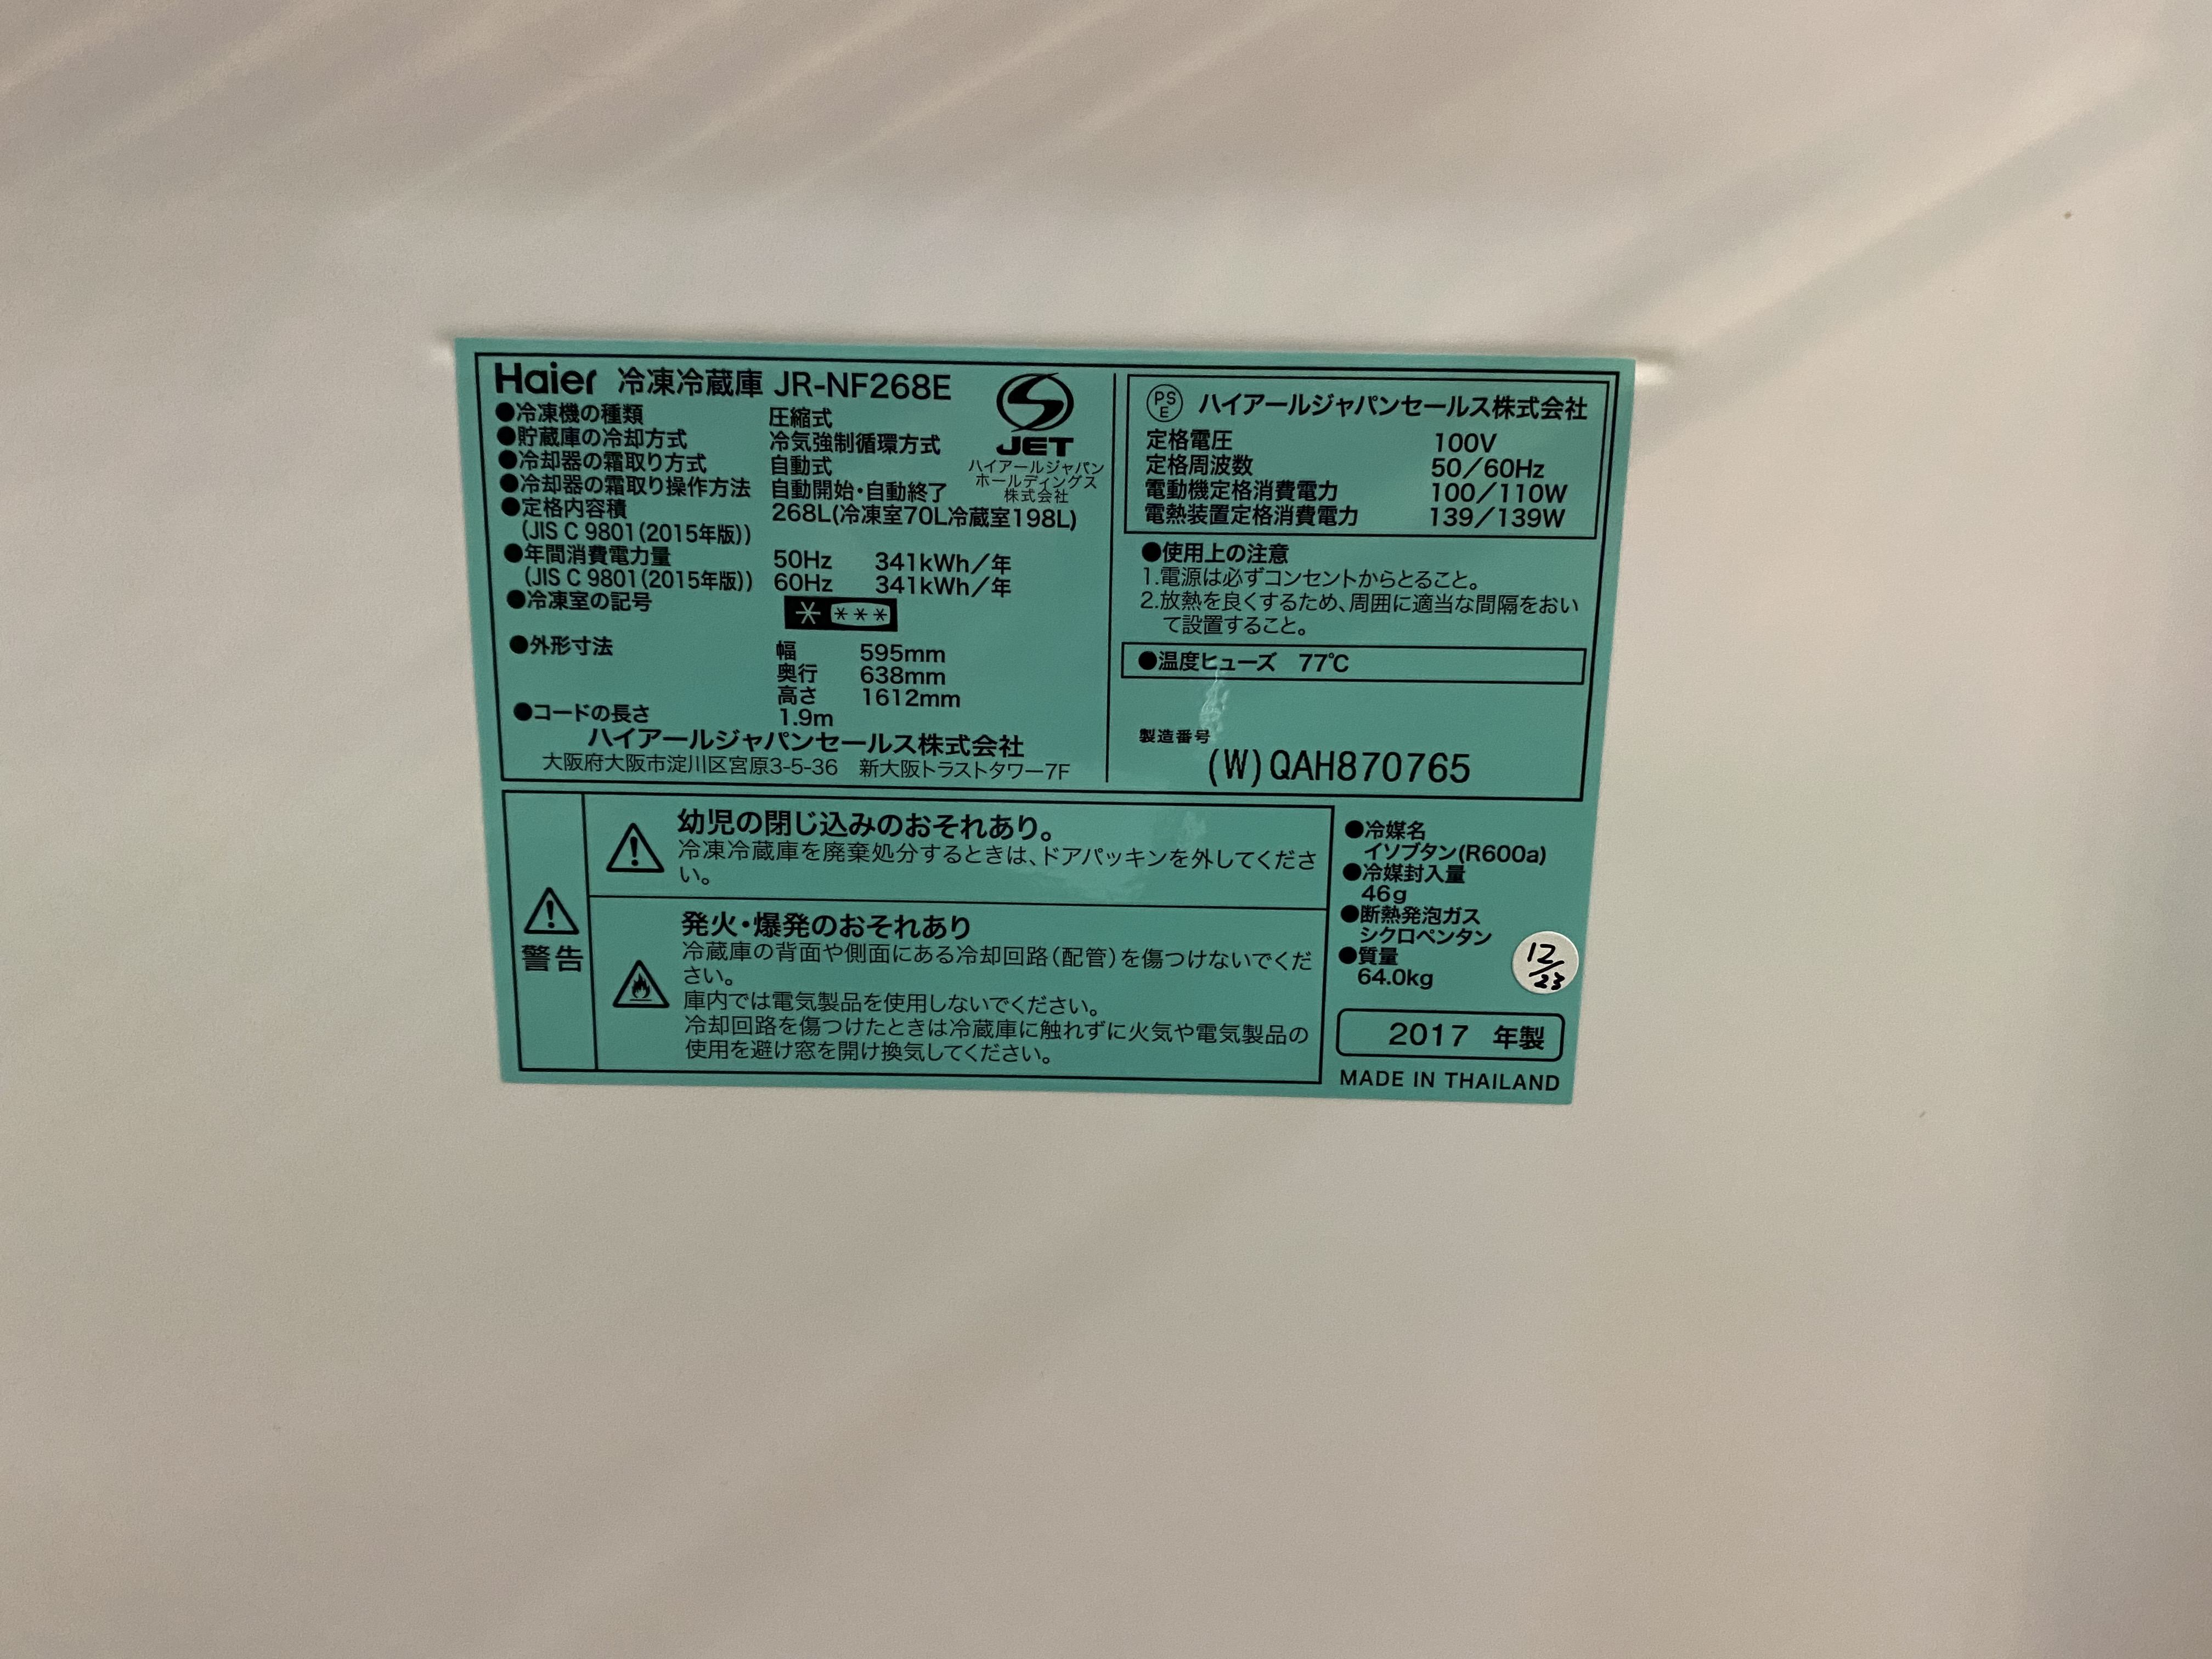 Haier 冷凍冷蔵庫 JR-NF268E
●冷凍機の種類 圧縮式
●貯蔵庫の冷却方式 冷気強制循環方式
●冷却器の霜取り方式 自動式
●冷却器の霜取り操作方法 自動開始・自動終了
●定格内容積 268L(冷凍室70L冷蔵室198L)
(JIS C 9801(2015年版))
●年間消費電力量 50Hz 341kWh/年
(JIS C 9801(2015年版)) 60Hz 341kWh/年
●冷凍室の記号 * ***
●外形寸法 幅 595mm
奥行 638mm
高さ 1612mm
●コードの長さ 1.9m
ハイアールジャパンセールス株式会社
大阪府大阪市淀川区宮原3-5-36 新大阪トラストタワー7F
JET
ハイアールジャパン
ホールディングス
株式会社
PS
E
ハイアールジャパンセールス株式会社
定格電圧 100V
定格周波数 50/60Hz
電動機定格消費電力 100/110W
電熱装置定格消費電力 139/139W
●使用上の注意
1.電源は必ずコンセントからとること。
2.放熱を良くするため、周囲に適当な間隔をおい
て設置すること。
●温度ヒューズ 77℃
製造番号
(W)QAH870765
警告
幼児の閉じ込みのおそれあり。
冷凍冷蔵庫を廃棄処分するときは、ドアパッキンを外してくださ
い。
発火・爆発のおそれあり
冷蔵庫の背面や側面にある冷却回路(配管)を傷つけないでくだ
さい。
庫内では電気製品を使用しないでください。
冷却回路を傷つけたときは冷蔵庫に触れずに火気や電気製品の
使用を避け窓を開け換気してください。
●冷媒名
イソブタン(R600a)
●冷媒封入量
46g
●断熱発泡ガス
シクロペンタン
●質量
64.0kg
12/23
2017 年製
MADE IN THAILAND